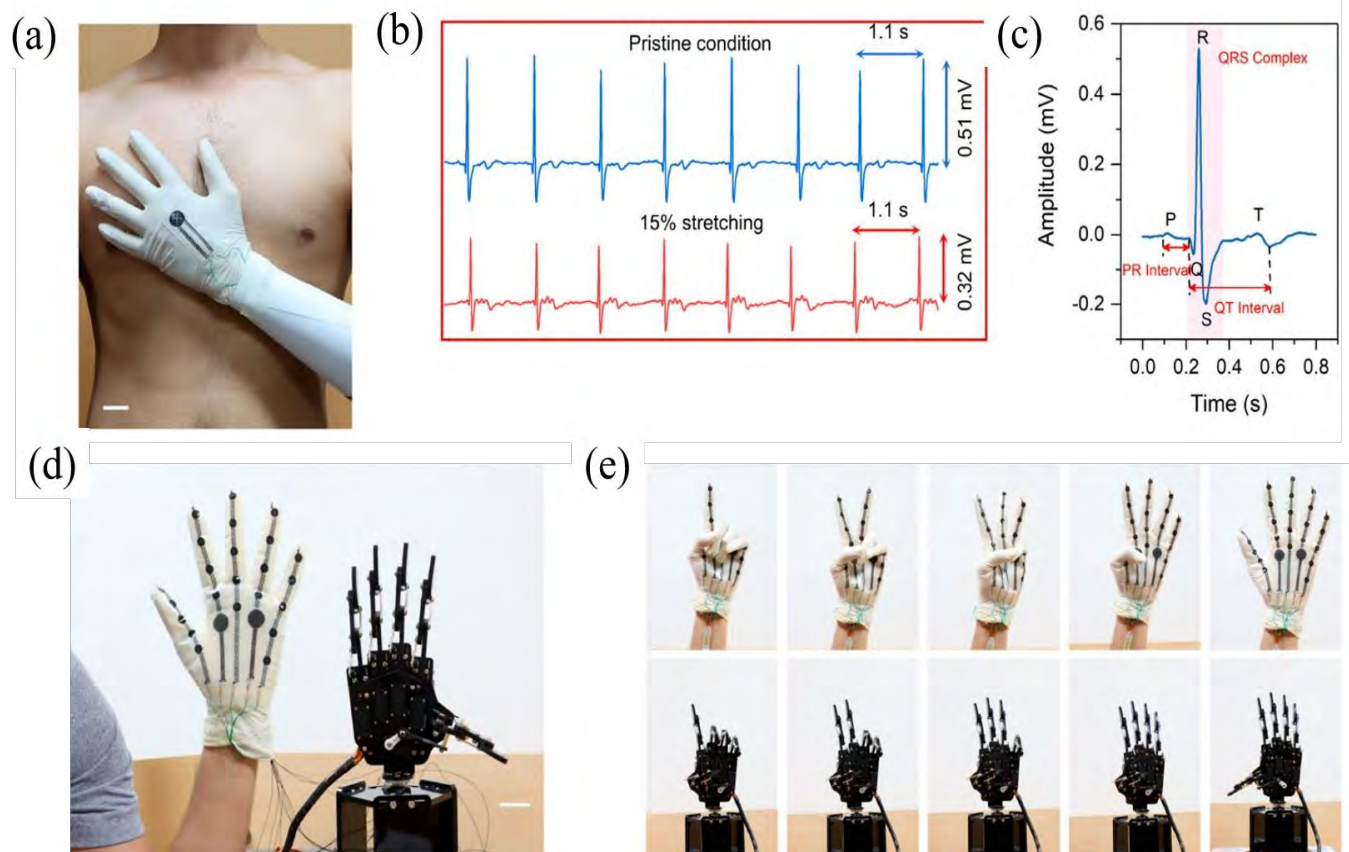 (a)
(b)
Pristine condition
1.1 s
0.51 mV
15% stretching
1.1 s
0.32 mV
(c)
0.6
0.4
0.2
0.0
-0.2
Amplitude (mV)
R
QRS Complex
P
T
PR Interval
Q
QT Interval
S
0.0 0.2 0.4 0.6 0.8
Time (s)
(d)
(e)